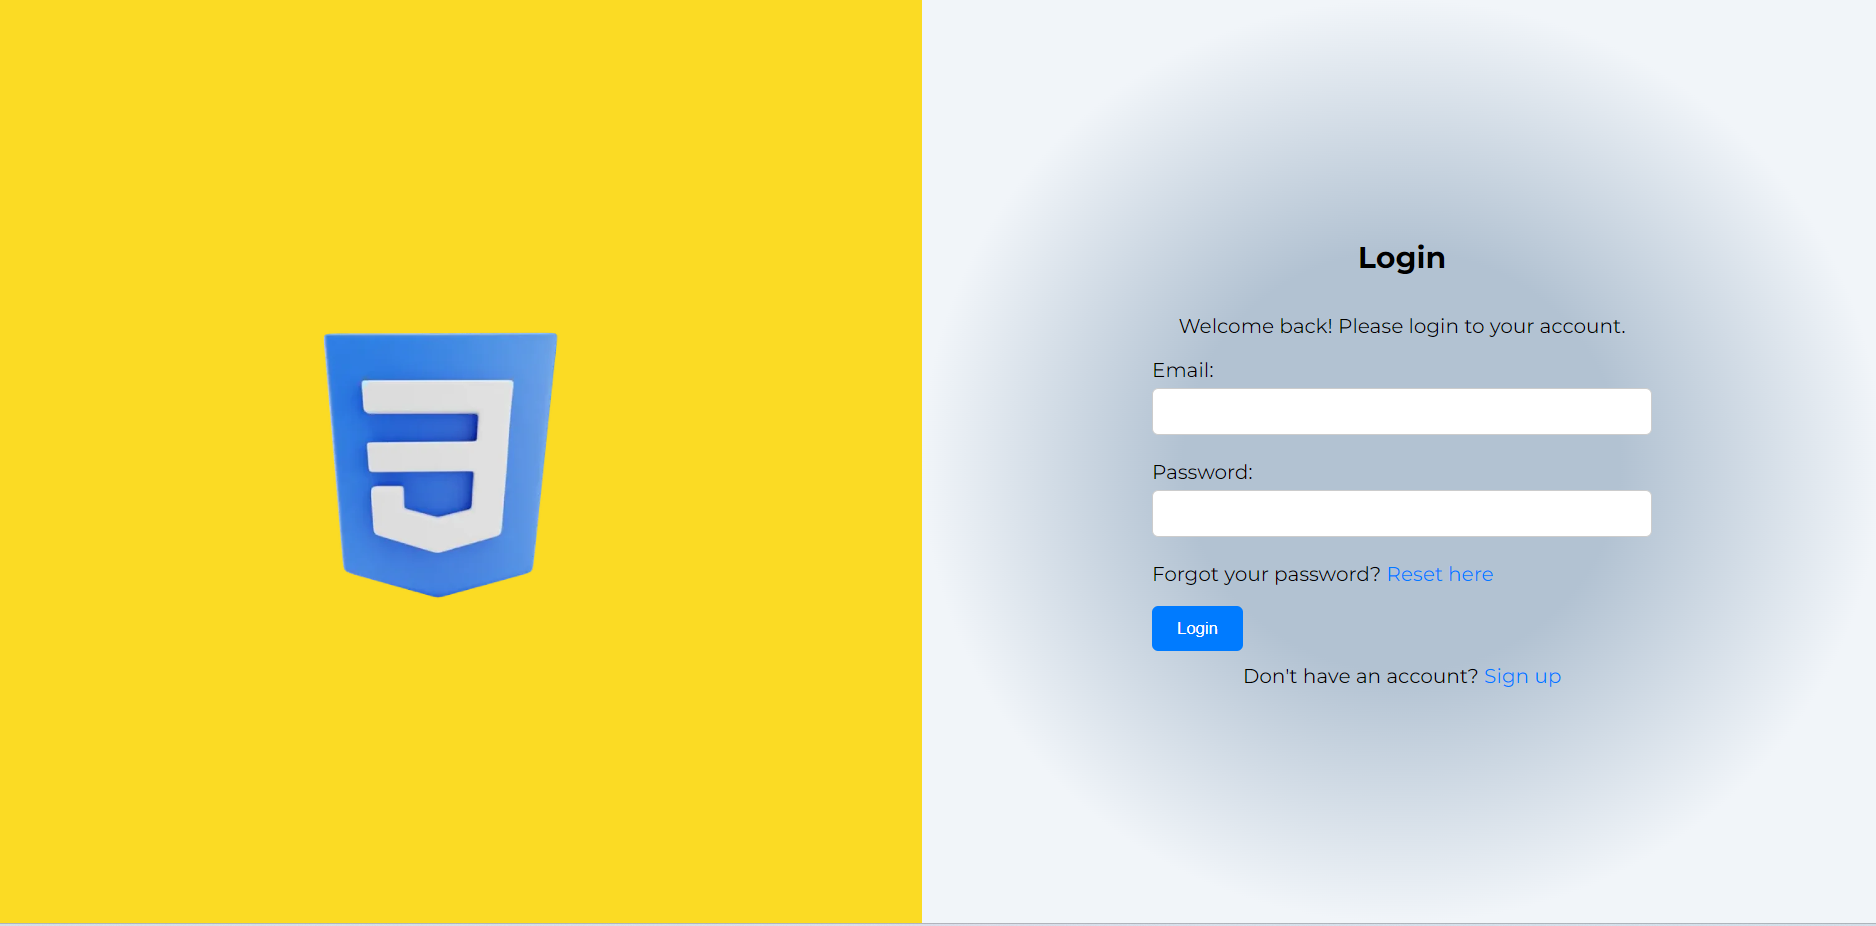 Login
Welcome back! Please login to your account.
Email:
Password:
Forgot your password? Reset here
Login
Don't have an account? Sign up